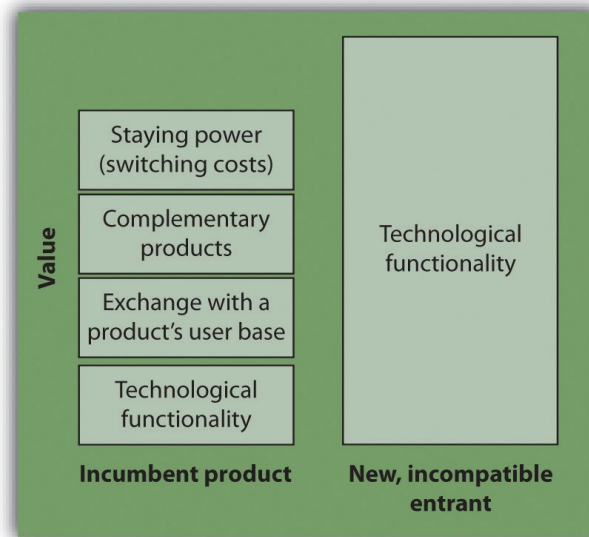 Value
Staying power
(switching costs)
Complementary
products
Exchange with a
product's user base
Technological
functionality
Incumbent product
Technological
functionality
New, incompatible
entrant